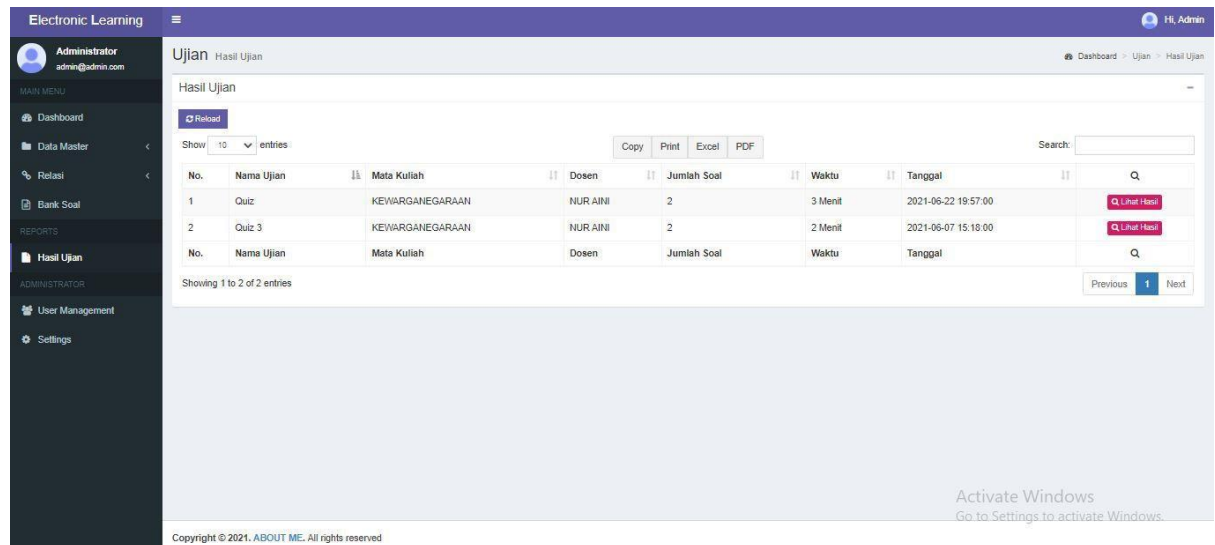 Electronic Learning
Hi, Admin
Administrator
admin@admin.com
MAIN MENU
Dashboard
Data Master
Relasi
Bank Soal
REPORTS
Hasil Ujian
ADMINISTRATOR
User Management
Settings
Ujian Hasil Ujian
Dashboard > Ujian > Hasil Ujian
Hasil Ujian
Reload
Show 10 entries
Copy Print Excel PDF
Search:
No. Nama Ujian Mata Kuliah Dosen Jumlah Soal Waktu Tanggal
1 Quiz KEWARGANEGARAAN NUR AINI 2 3 Menit 2021-06-22 19:57:00 Lihat Hasil
2 Quiz 3 KEWARGANEGARAAN NUR AINI 2 2 Menit 2021-06-07 15:18:00 Lihat Hasil
No. Nama Ujian Mata Kuliah Dosen Jumlah Soal Waktu Tanggal
Showing 1 to 2 of 2 entries
Previous 1 Next
Activate Windows
Go to Settings to activate Windows.
Copyright © 2021. ABOUT ME. All rights reserved